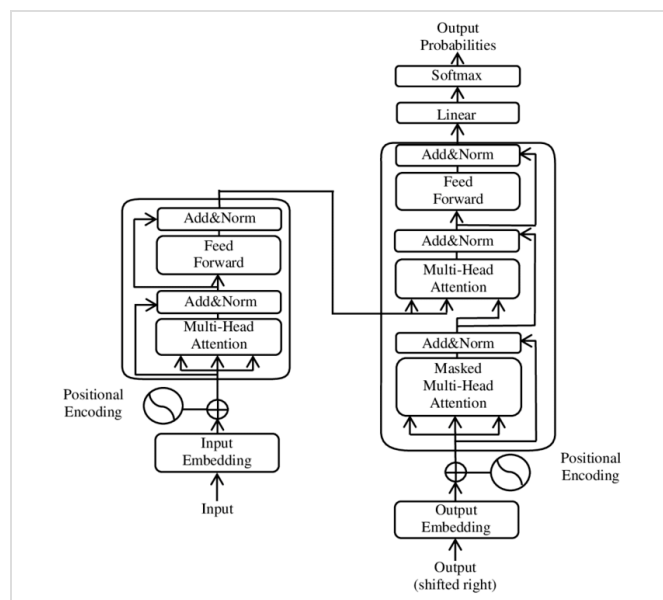 Output
Probabilities
Softmax
Linear
Add&Norm
Feed
Forward
Add&Norm
Multi-Head
Attention
Add&Norm
Masked
Multi-Head
Attention
Positional
Encoding
Output
Embedding
Output
(shifted right)
Add&Norm
Feed
Forward
Add&Norm
Multi-Head
Attention
Positional
Encoding
Input
Embedding
Input